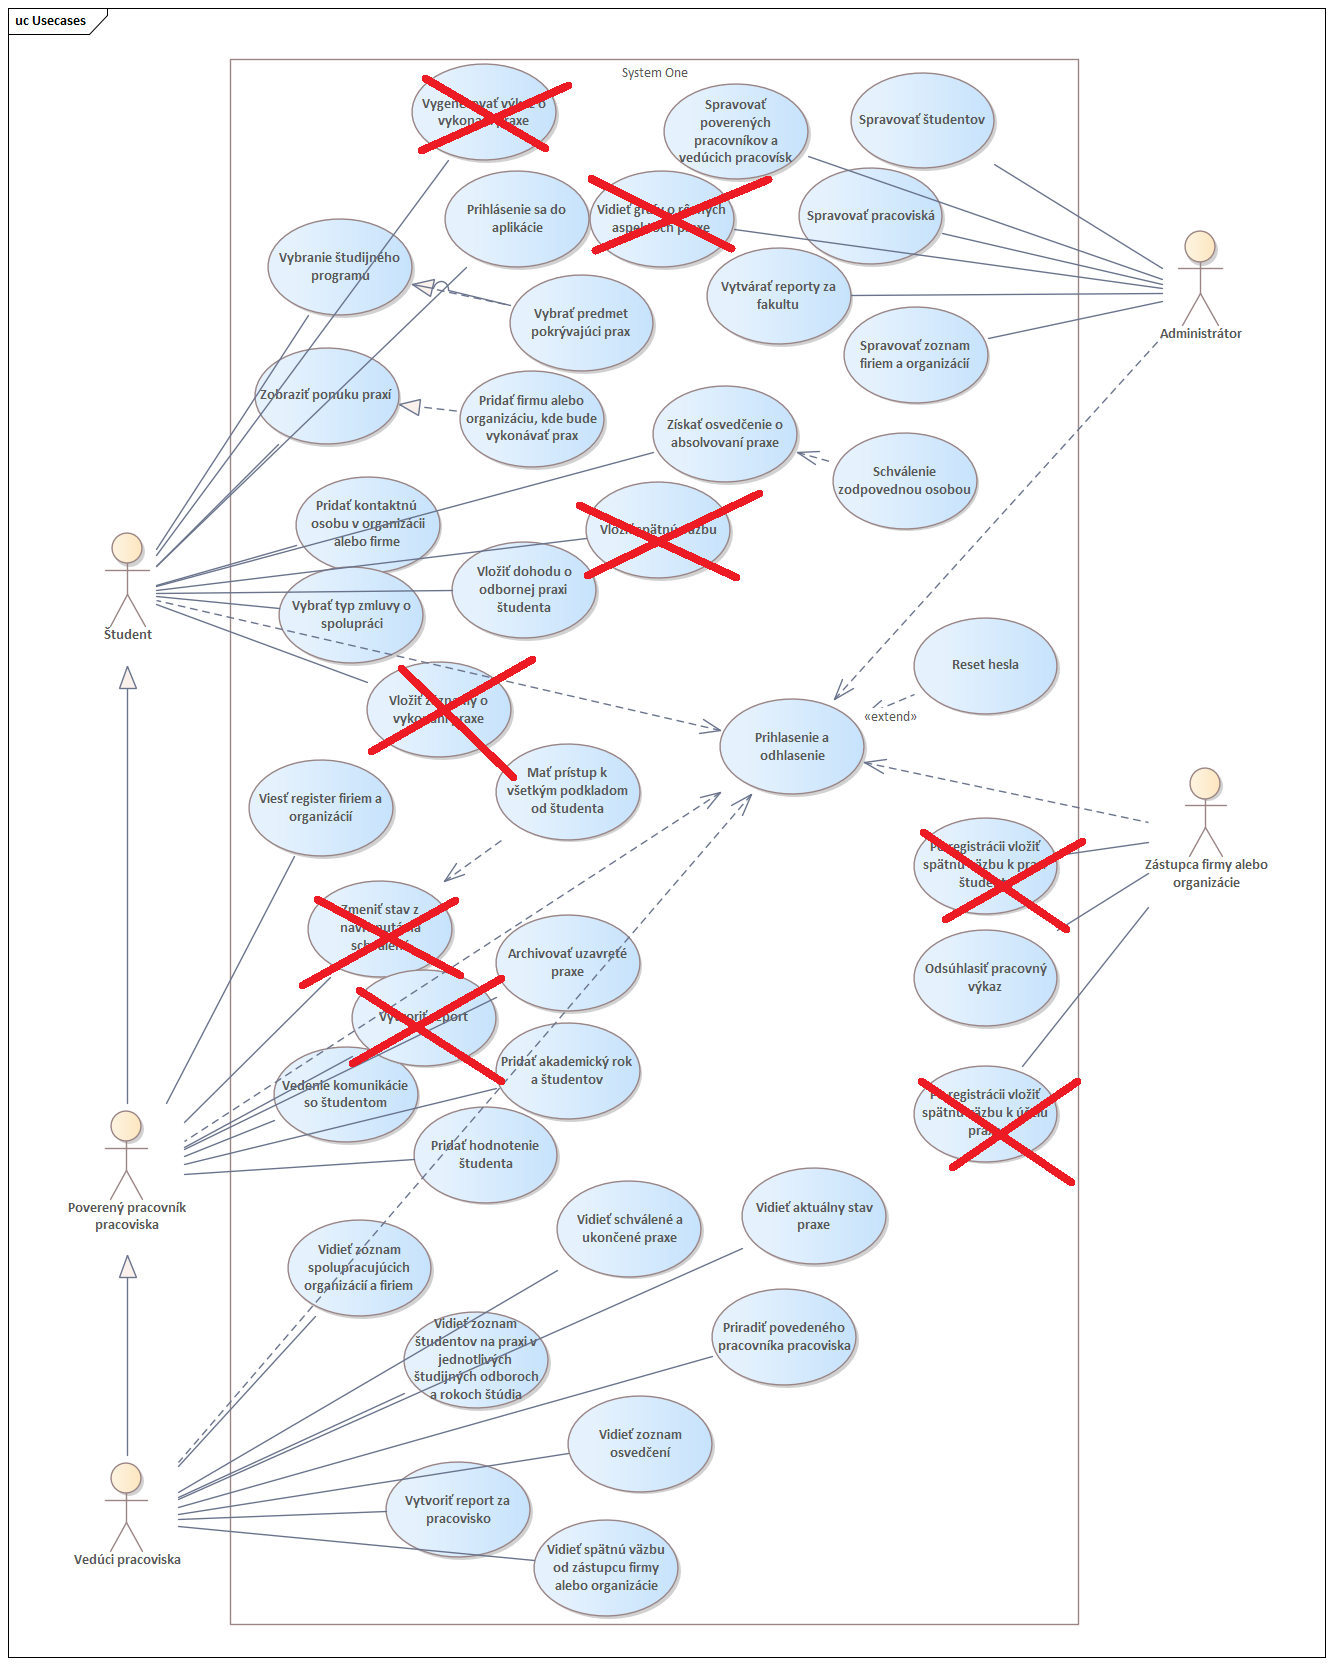 uc Usecases
System One
Vygenerovať výkaz o
vykonaní praxe
Spravovať
poverených
pracovníkov a
vedúcich pracovísk
Spravovať študentov
Prihlásenie sa do
aplikácie
Vidieť grafy o rôznych
aspektoch praxe
Spravovať pracoviská
Vybranie študijného
programu
Vybrať predmet
pokrývajúci prax
Vytvárať reporty za
fakultu
Administrátor
Spravovať zoznam
firiem a organizácií
Zobraziť ponuku praxí
Pridať firmu alebo
organizáciu, kde bude
vykonávať prax
Získať osvedčenie o
absolvovaní praxe
Schválenie
zodpovednou osobou
Pridať kontaktnú
osobu v organizácii
alebo firme
Vložiť spätnú väzbu
Vložiť dohodu o
odbornej praxi
študenta
Vybrať typ zmluvy o
spolupráci
Študent
Reset hesla
Vložiť záznamy o
vykonaní praxe
«extend»
Prihlasenie a
odhlasenie
Mať prístup k
všetkým podkladom
od študenta
Viesť register firiem a
organizácií
Po registrácii vložiť
spätnú väzbu k praxi
študenta
Zástupca firmy alebo
organizácie
Zmeniť stav z
navrhnutá na
schválení
Archivovať uzavreté
praxe
Odsúhlasiť pracovný
výkaz
Vytvoriť report
Vedenie komunikácie
so študentom
Pridať akademický rok
a študentov
Po registrácii vložiť
spätnú väzbu k účelu
praxe
Pridať hodnotenie
študenta
Poverený pracovník
pracoviska
Vidieť schválené a
ukončené praxe
Vidieť aktuálny stav
praxe
Vidieť zoznam
spolupracujúcich
organizácií a firiem
Vidieť zoznam
študentov na praxi v
jednotlivých
študijných odboroch
a rokoch štúdia
Priradiť povedeného
pracovníka pracoviska
Vidieť zoznam
osvedčení
Vytvoriť report za
pracovisko
Vidieť spätnú väzbu
od zástupcu firmy
alebo organizácie
Vedúci pracoviska